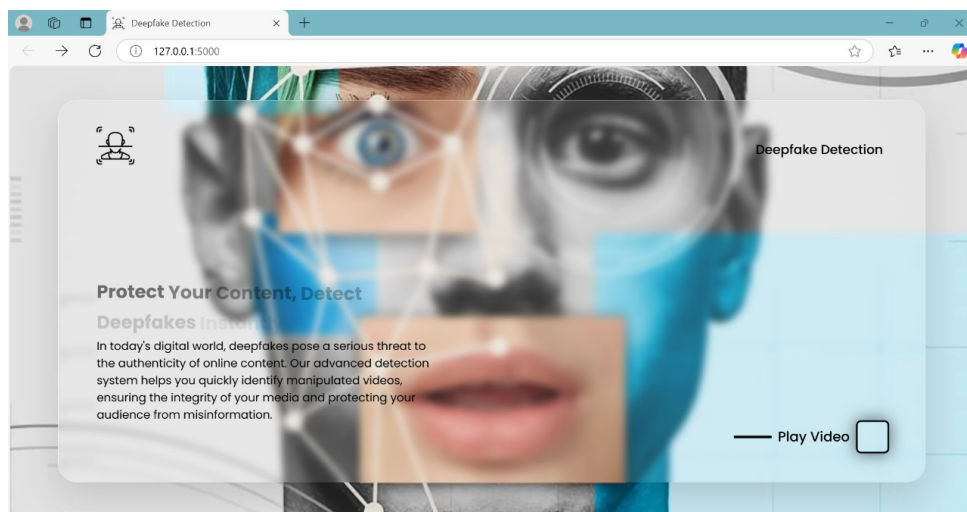 Deepfake Detection
127.0.0.1:5000
Deepfake Detection
Protect Your Content, Detect
Deepfakes
In today's digital world, deepfakes pose a serious threat to
the authenticity of online content. Our advanced detection
system helps you quickly identify manipulated videos,
ensuring the integrity of your media and protecting your
audience from misinformation.
Play Video